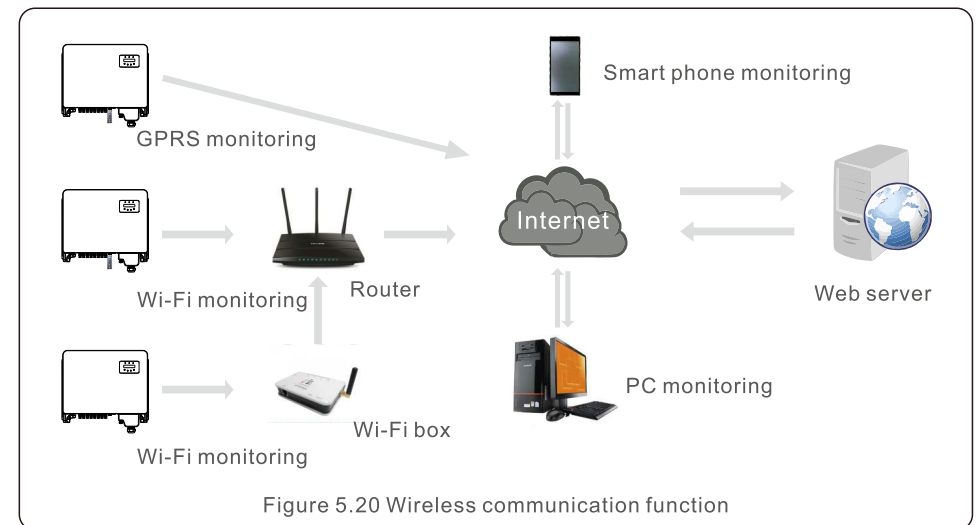 Smart phone monitoring
GPRS monitoring
Internet
Wi-Fi monitoring
Router
Web server
PC monitoring
Wi-Fi box
Wi-Fi monitoring
Figure 5.20 Wireless communication function